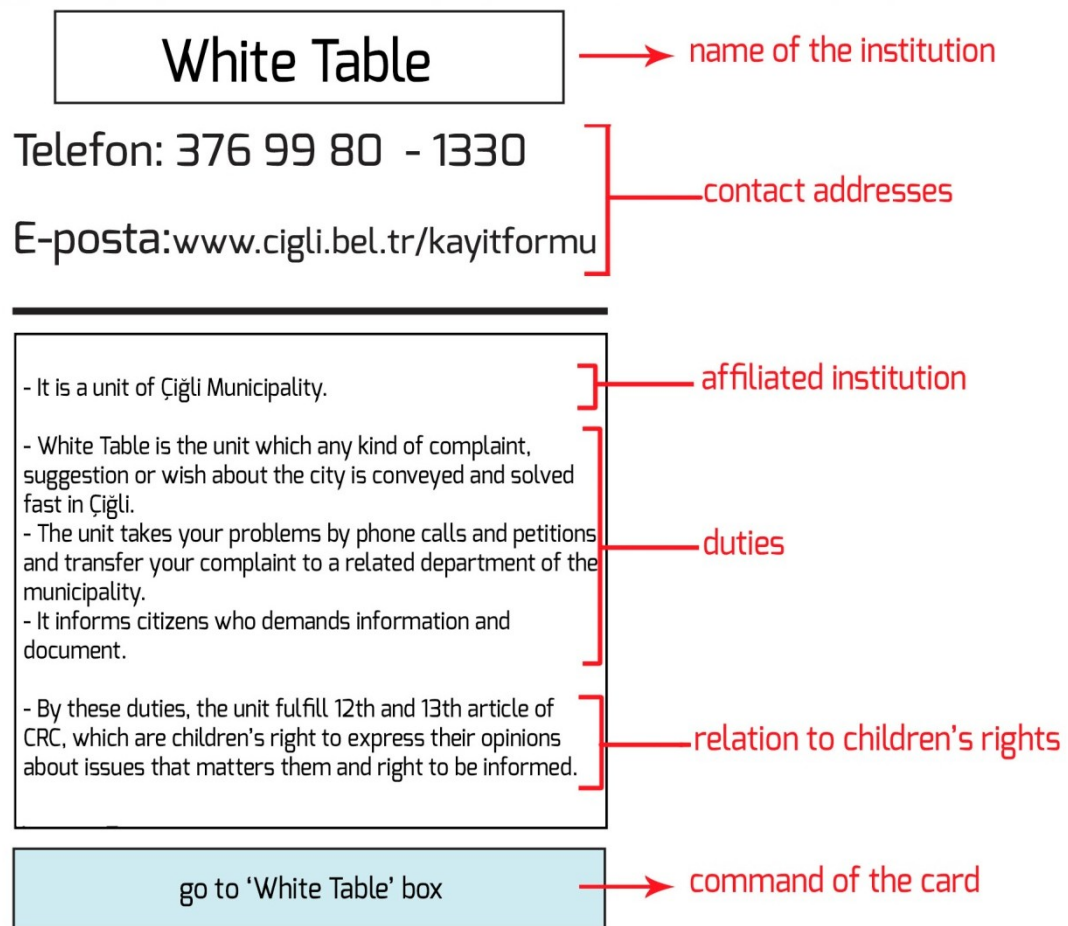 White Table
name of the institution
Telefon: 376 99 80 - 1330
contact addresses
E-posta:www.cigli.bel.tr/kayitformu
- It is a unit of Çiğli Municipality.
affiliated institution
- White Table is the unit which any kind of complaint,
suggestion or wish about the city is conveyed and solved
fast in Çiğli.
- The unit takes your problems by phone calls and petitions
and transfer your complaint to a related department of the
municipality.
- It informs citizens who demands information and
document.
duties
- By these duties, the unit fulfill 12th and 13th article of
CRC, which are children's right to express their opinions
about issues that matters them and right to be informed.
relation to children's rights
go to 'White Table' box
command of the card